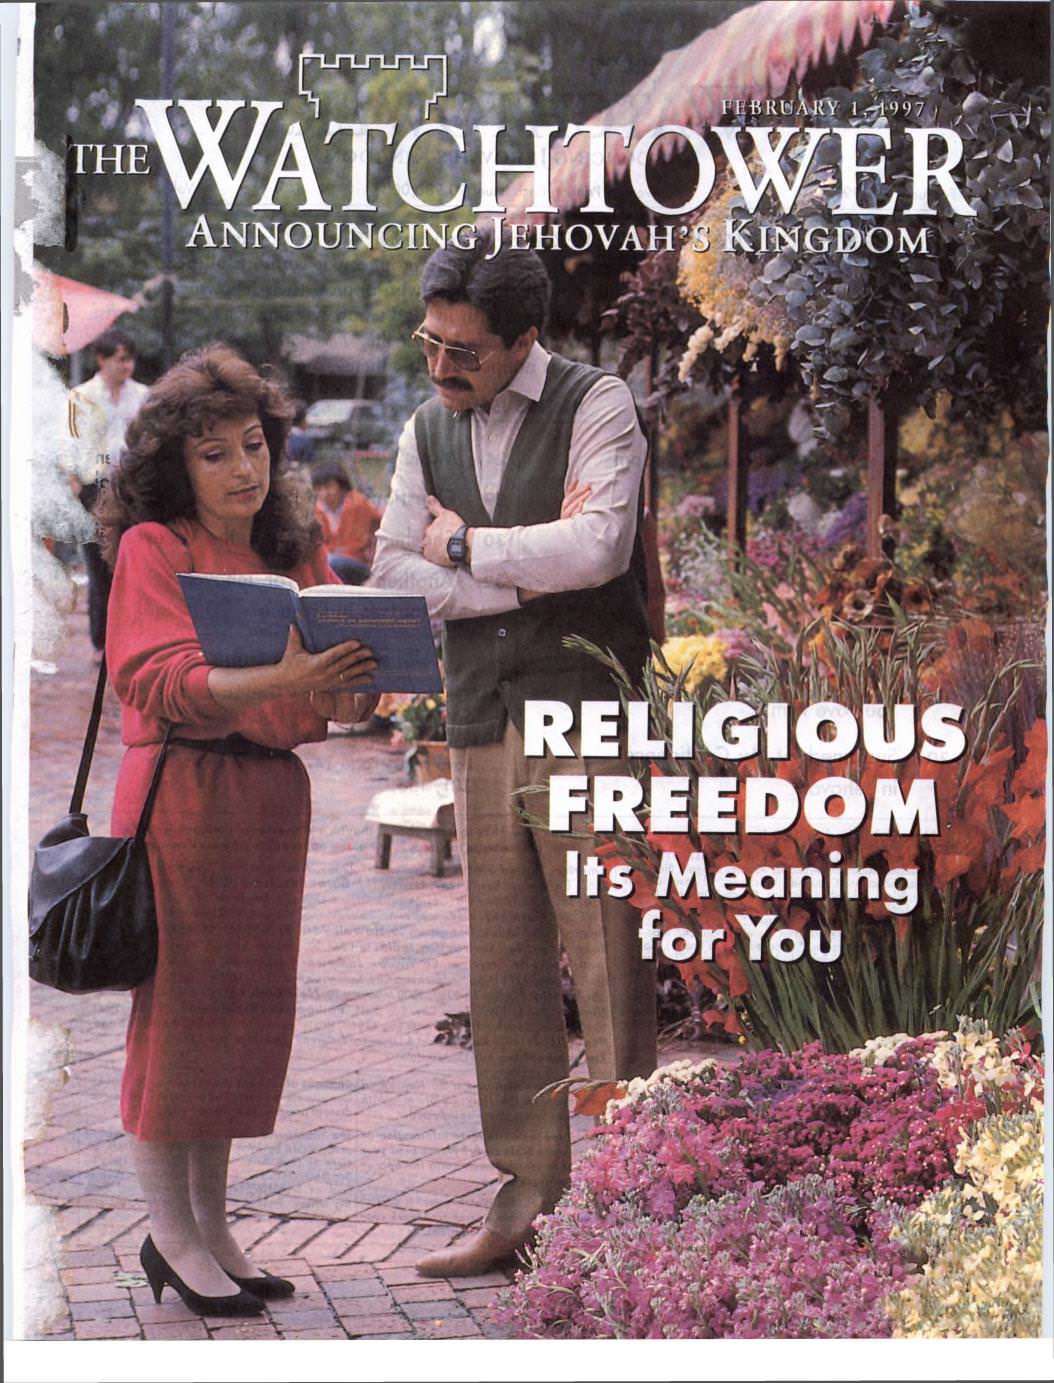 FEBRUARY 1, 1997
THE WATCHTOWER
ANNOUNCING JEHOVAH'S KINGDOM
RELIGIOUS
FREEDOM
Its Meaning
for You